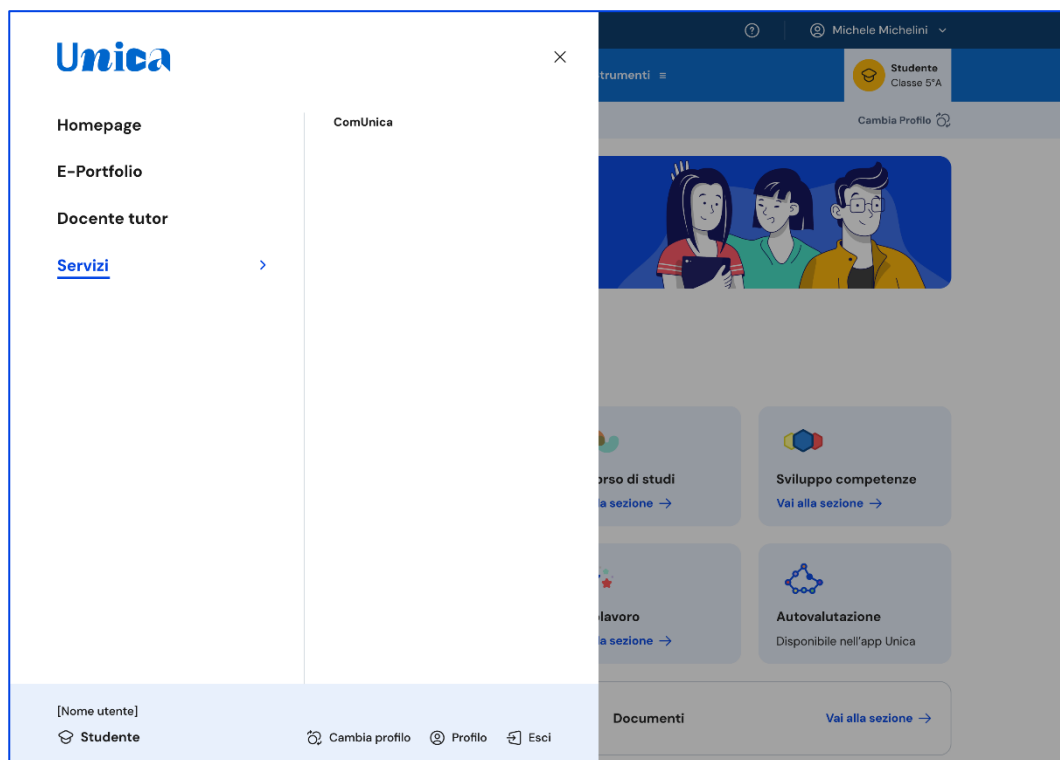 Unica
Homepage
E-Portfolio
Docente tutor
Servizi
ComUnica
[Nome utente]
Studente
Cambia profilo
Profilo
Esci
Michele Michelini
trumenti
Studente
Classe 5°A
Cambia Profilo
orso di studi
a sezione →
Sviluppo competenze
Vai alla sezione →
lavoro
a sezione →
Autovalutazione
Disponibile nell'app Unica
Documenti
Vai alla sezione →